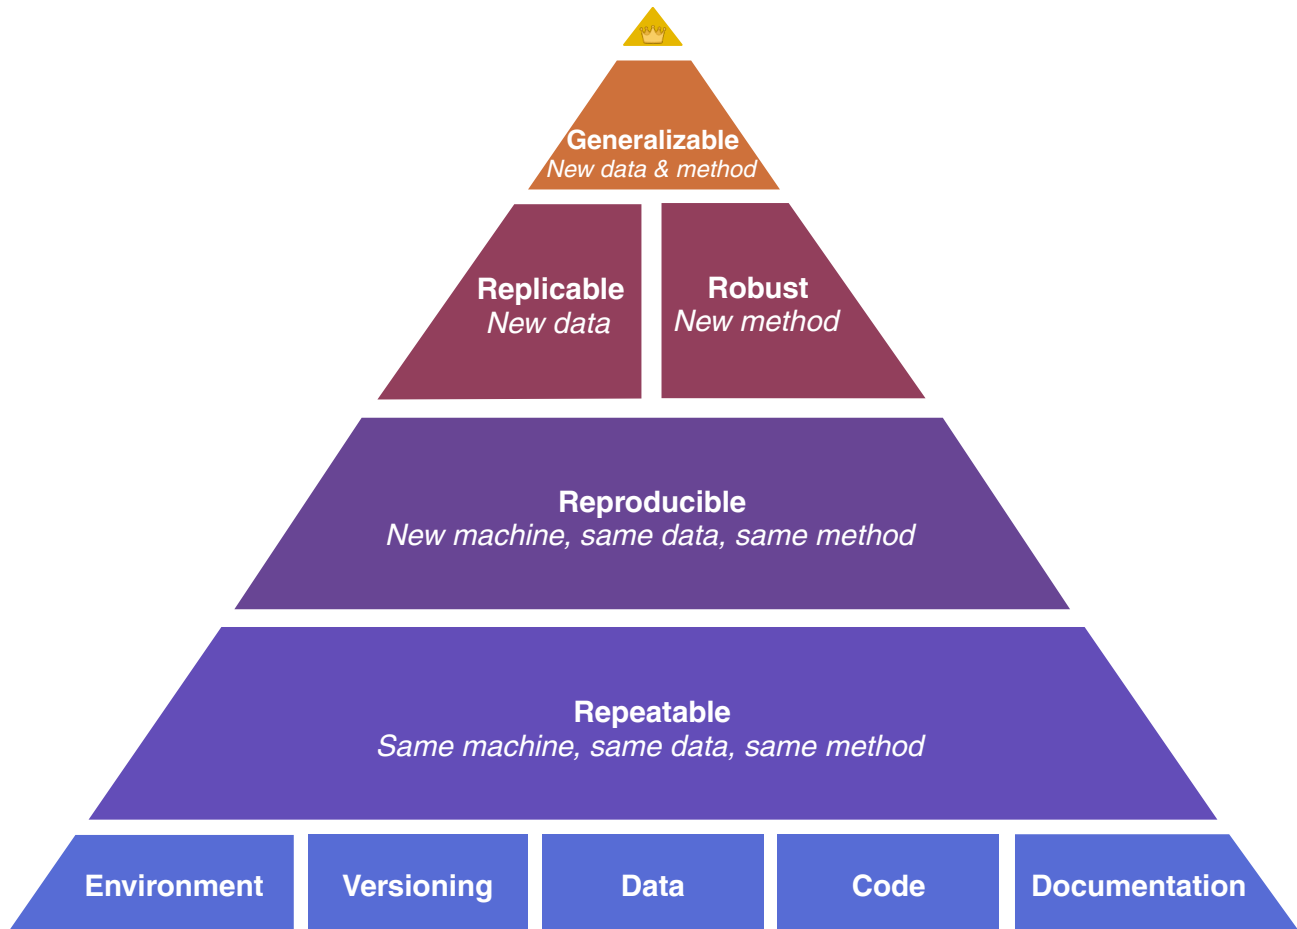 Generalizable
New data & method
Replicable
New data
Robust
New method
Reproducible
New machine, same data, same method
Repeatable
Same machine, same data, same method
Environment
Versioning
Data
Code
Documentation